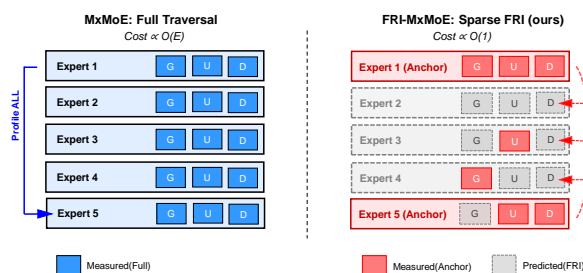 MxMoE: Full Traversal
Cost ∝ O(E)
Profile ALL
Expert 1 G U D
Expert 2 G U D
Expert 3 G U D
Expert 4 G U D
Expert 5 G U D
Measured(Full)
FRI-MxMoE: Sparse FRI (ours)
Cost ∝ O(1)
Expert 1 (Anchor) G U D
Expert 2 G U D
Expert 3 G U D
Expert 4 G U D
Expert 5 (Anchor) G U D
Measured(Anchor) Predicted(FRI)